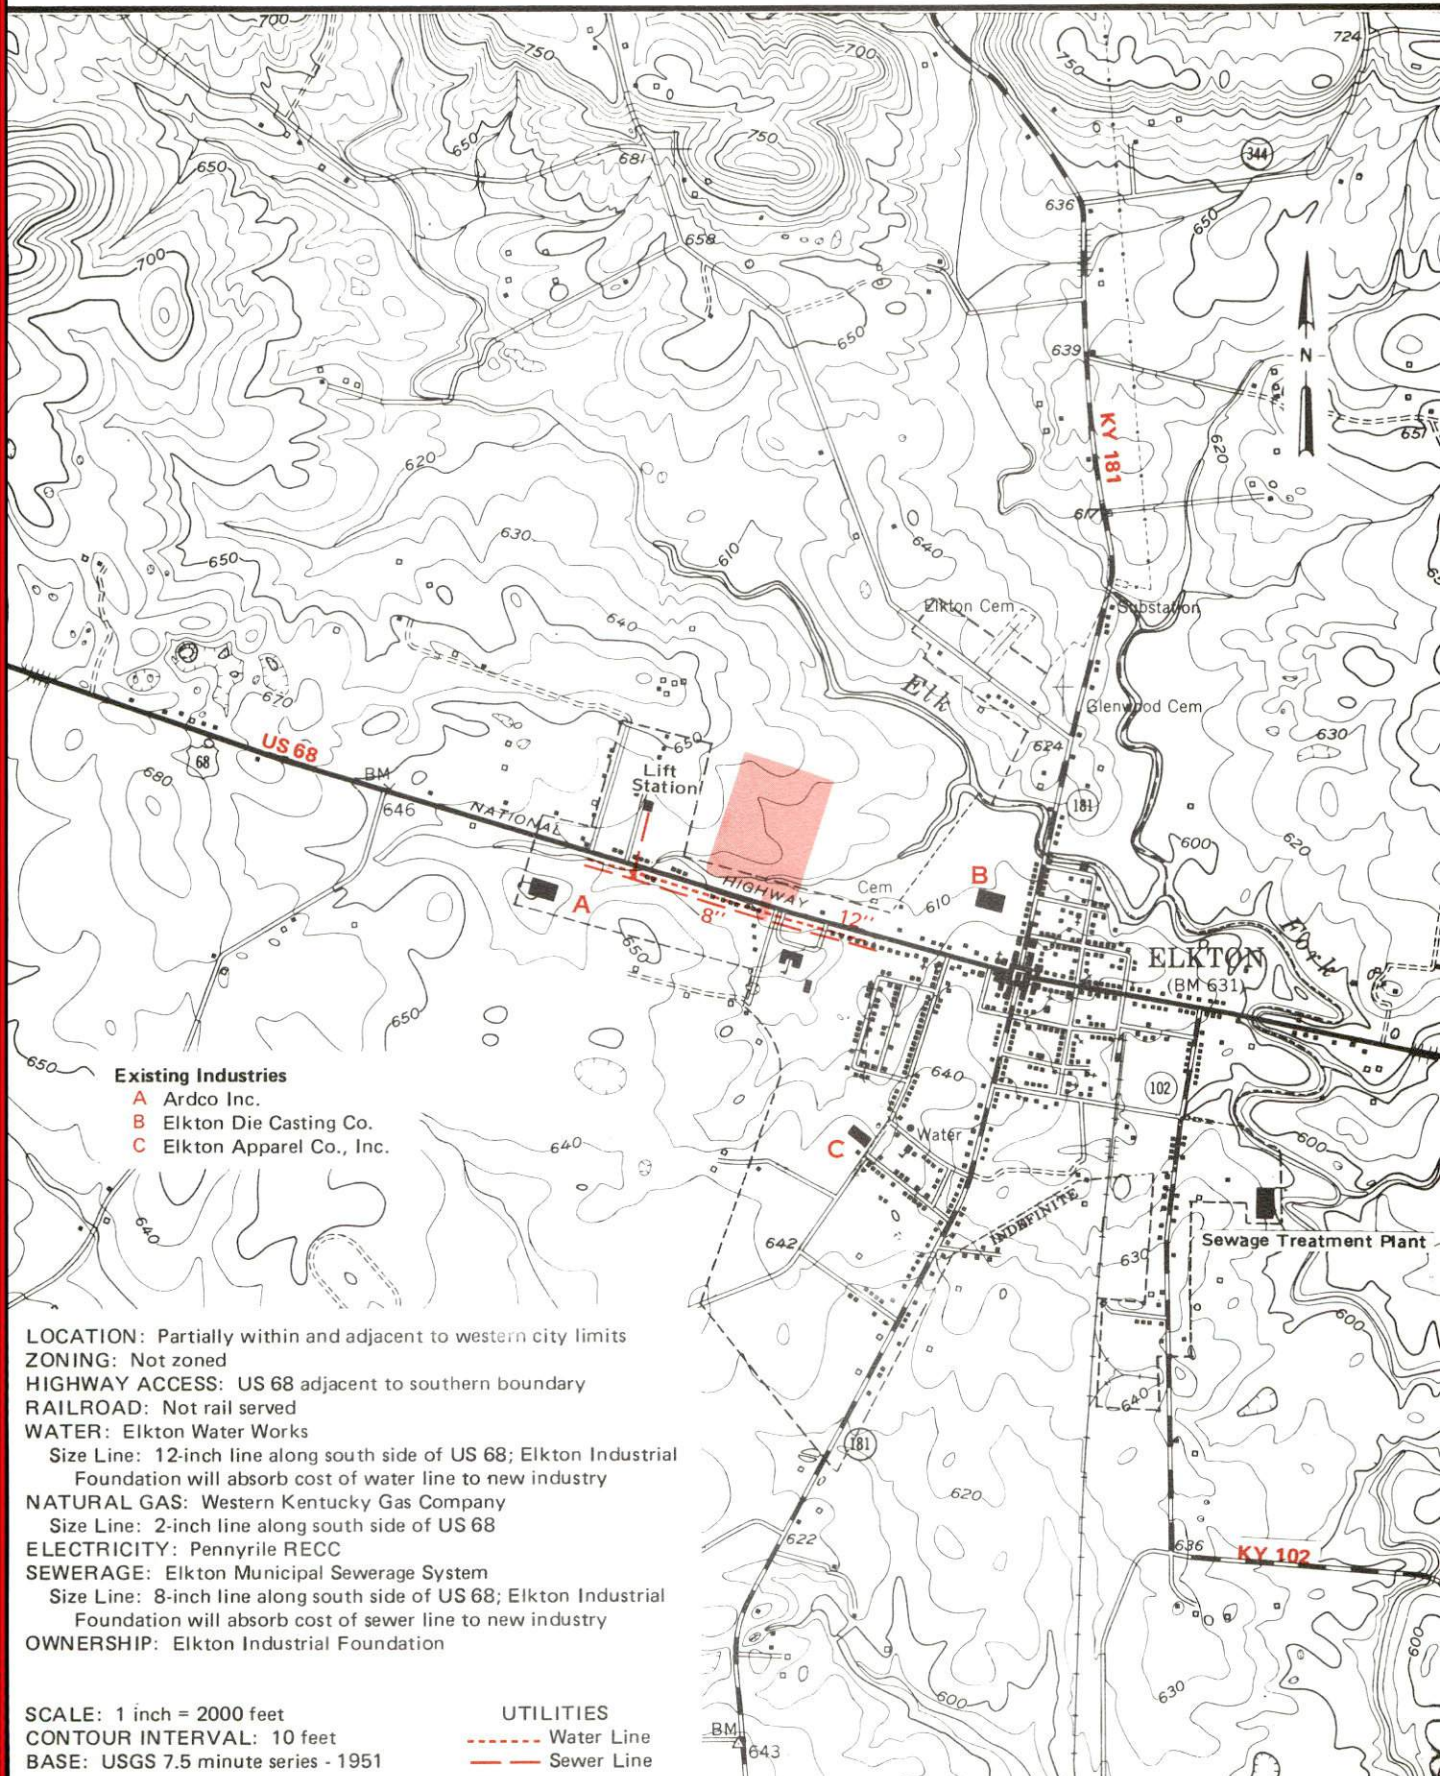 700
750
700
724
750
650
681
750
344
650
636
650
658
700
N
650
639
KY 181
651
620
620
617
630
610
640
650
Elkton Cem
Substation
640
Elk
Glenwood Cem
670
624
630
US 68
68
650
680
BM
646
Lift
Station
NATIONAL
181
600
620
HIGHWAY
Cem
B
A
610
8''
12''
650
ELKTON
(BM 631)
Fork
650
650
640
102
Existing Industries
A Ardco Inc.
B Elkton Die Casting Co.
C Elkton Apparel Co., Inc.
640
C
Water
600
640
INDEFINITE
642
630
Sewage Treatment Plant
600
LOCATION: Partially within and adjacent to western city limits
ZONING: Not zoned
HIGHWAY ACCESS: US 68 adjacent to southern boundary
RAILROAD: Not rail served
WATER: Elkton Water Works
Size Line: 12-inch line along south side of US 68; Elkton Industrial
Foundation will absorb cost of water line to new industry
NATURAL GAS: Western Kentucky Gas Company
Size Line: 2-inch line along south side of US 68
ELECTRICITY: Pennyrile RECC
SEWERAGE: Elkton Municipal Sewerage System
Size Line: 8-inch line along south side of US 68; Elkton Industrial
Foundation will absorb cost of sewer line to new industry
OWNERSHIP: Elkton Industrial Foundation
640
181
620
622
636
KY 102
600
600
630
BM
643
SCALE: 1 inch = 2000 feet
CONTOUR INTERVAL: 10 feet
BASE: USGS 7.5 minute series - 1951
UTILITIES
Water Line
Sewer Line